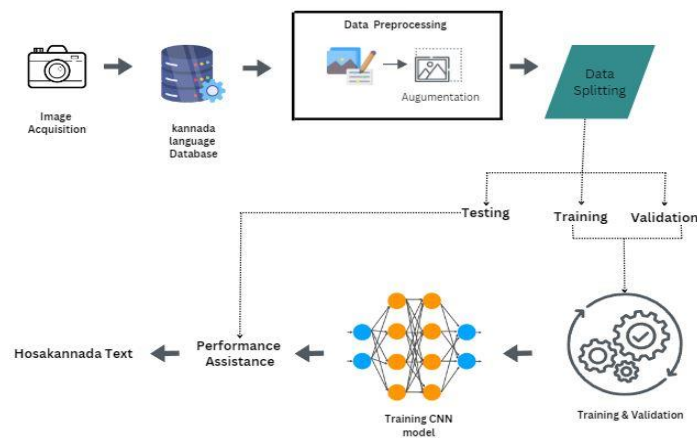 Data Preprocessing
Augumentation
Data
Splitting
Image
Acquisition
kannada
language
Database
Testing
Training
Validation
Hosakannada Text
Performance
Assistance
Training CNN
model
Training & Validation